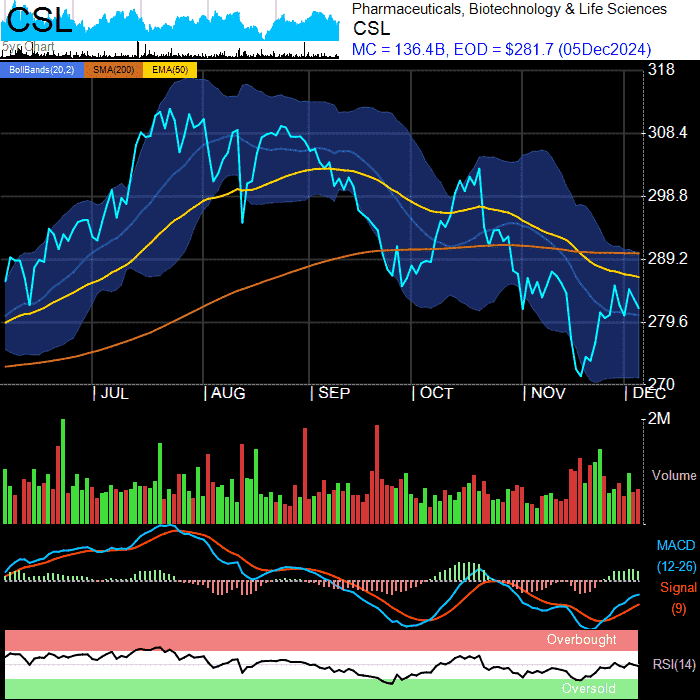 CSL
5yr Chart
Pharmaceuticals, Biotechnology & Life Sciences
CSL
MC = 136.4B, EOD = $281.7 (05Dec2024)
BollBands(20,2) SMA(200) EMA(50)
318
308.4
298.8
289.2
279.6
270
JUL AUG SEP OCT NOV DEC
2M
Volume
MACD
(12-26)
Signal
(9)
Overbought
RSI(14)
Oversold